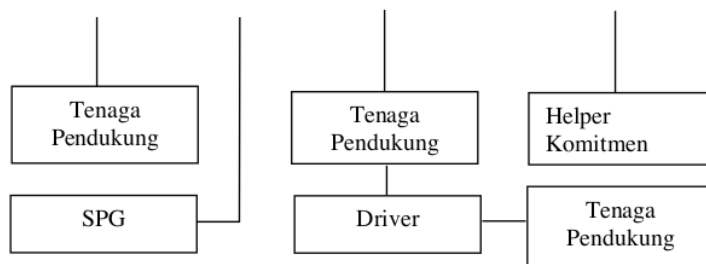 Tenaga
Pendukung
Tenaga
Pendukung
Helper
Komitmen
SPG
Driver
Tenaga
Pendukung